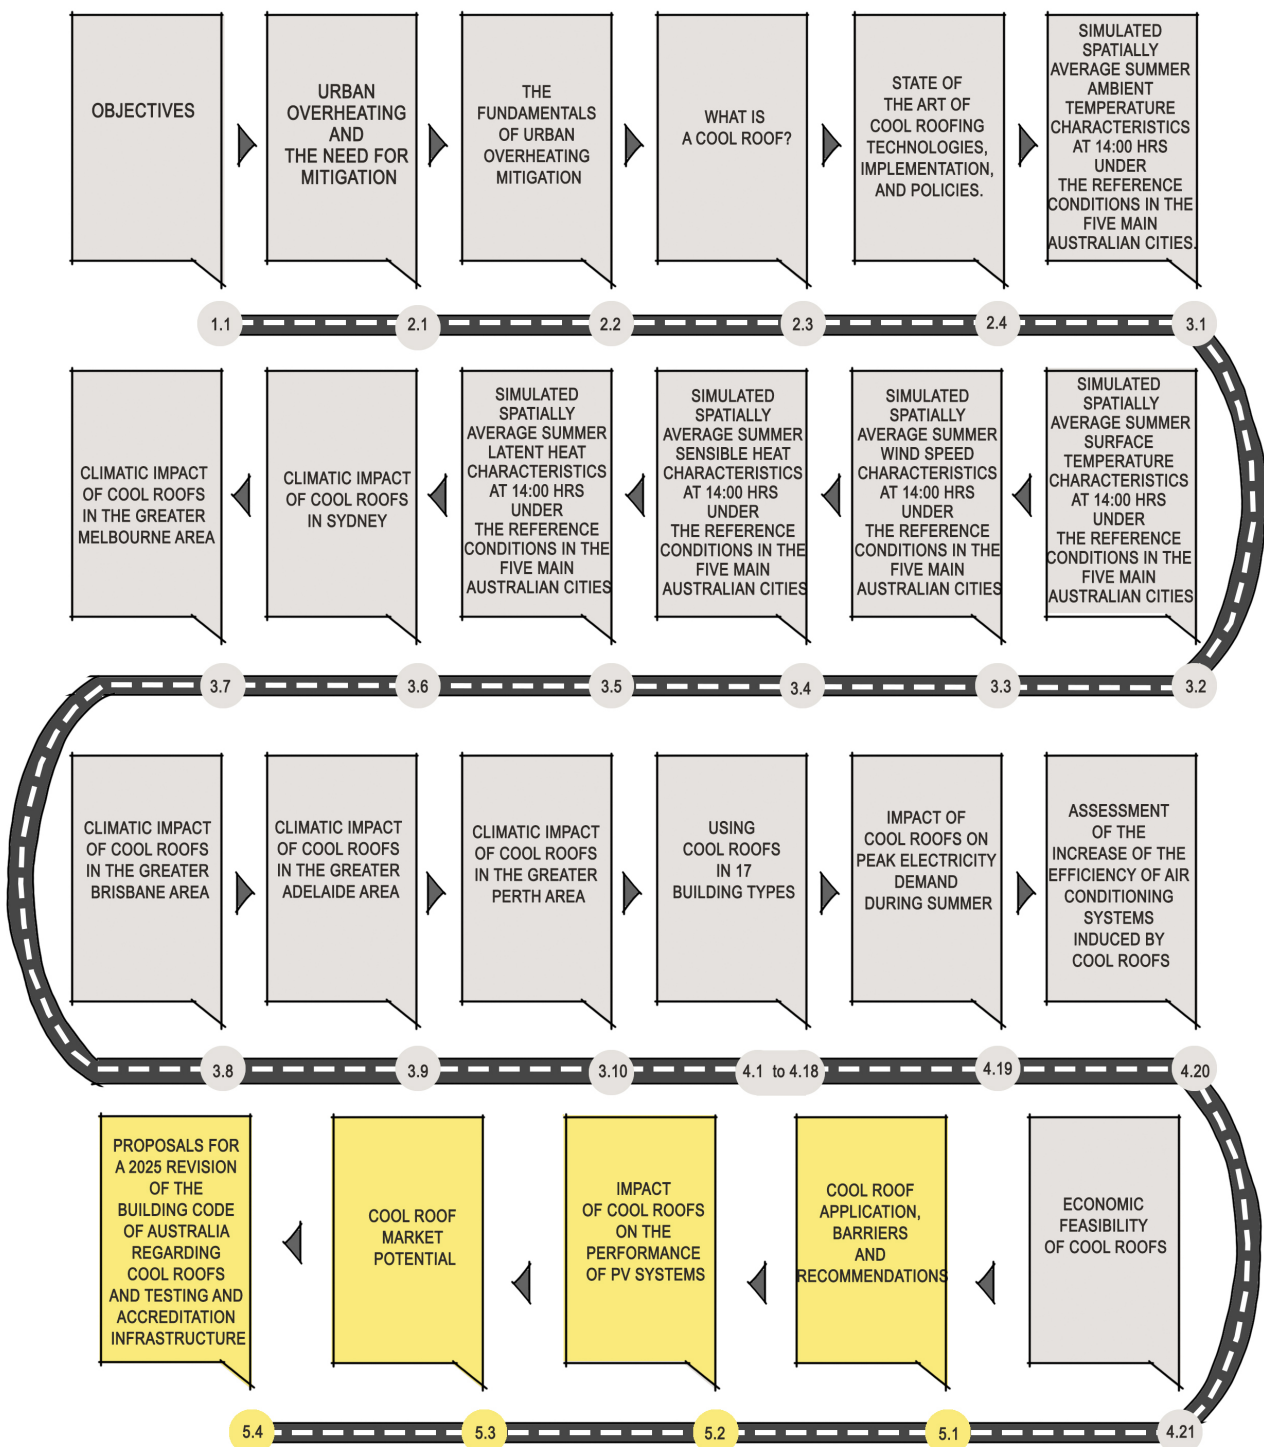 OBJECTIVES
URBAN
OVERHEATING
AND
THE NEED FOR
MITIGATION
THE
FUNDAMENTALS
OF URBAN
OVERHEATING
MITIGATION
WHAT IS
A COOL ROOF?
STATE OF
THE ART OF
COOL ROOFING
TECHNOLOGIES,
IMPLEMENTATION,
AND POLICIES.
SIMULATED
SPATIALLY
AVERAGE SUMMER
AMBIENT
TEMPERATURE
CHARACTERISTICS
AT 14:00 HRS
UNDER
THE REFERENCE
CONDITIONS IN THE
FIVE MAIN
AUSTRALIAN CITIES.
1.1
2.1
2.2
2.3
2.4
3.1
SIMULATED
SPATIALLY
AVERAGE SUMMER
SURFACE
TEMPERATURE
CHARACTERISTICS
AT 14:00 HRS
UNDER
THE REFERENCE
CONDITIONS IN THE
FIVE MAIN
AUSTRALIAN CITIES
SIMULATED
SPATIALLY
AVERAGE SUMMER
WIND SPEED
CHARACTERISTICS
AT 14:00 HRS
UNDER
THE REFERENCE
CONDITIONS IN THE
FIVE MAIN
AUSTRALIAN CITIES
SIMULATED
SPATIALLY
AVERAGE SUMMER
SENSIBLE HEAT
CHARACTERISTICS
AT 14:00 HRS
UNDER
THE REFERENCE
CONDITIONS IN THE
FIVE MAIN
AUSTRALIAN CITIES
SIMULATED
SPATIALLY
AVERAGE SUMMER
LATENT HEAT
CHARACTERISTICS
AT 14:00 HRS
UNDER
THE REFERENCE
CONDITIONS IN THE
FIVE MAIN
AUSTRALIAN CITIES
CLIMATIC IMPACT
OF COOL ROOFS
IN SYDNEY
CLIMATIC IMPACT
OF COOL ROOFS
IN THE GREATER
MELBOURNE AREA
3.2
3.3
3.4
3.5
3.6
3.7
CLIMATIC IMPACT
OF COOL ROOFS
IN THE GREATER
BRISBANE AREA
CLIMATIC IMPACT
OF COOL ROOFS
IN THE GREATER
ADELAIDE AREA
CLIMATIC IMPACT
OF COOL ROOFS
IN THE GREATER
PERTH AREA
USING
COOL ROOFS
IN 17
BUILDING TYPES
IMPACT OF
COOL ROOFS ON
PEAK ELECTRICITY
DEMAND
DURING SUMMER
ASSESSMENT
OF THE
INCREASE OF THE
EFFICIENCY OF AIR
CONDITIONING
SYSTEMS
INDUCED BY
COOL ROOFS
3.8
3.9
3.10
4.1 to 4.18
4.19
4.20
ECONOMIC
FEASIBILITY
OF COOL ROOFS
COOL ROOF
APPLICATION,
BARRIERS
AND
RECOMMENDATIONS
IMPACT
OF COOL ROOFS
ON THE
PERFORMANCE
OF PV SYSTEMS
COOL ROOF
MARKET
POTENTIAL
PROPOSALS FOR
A 2025 REVISION
OF THE
BUILDING CODE
OF AUSTRALIA
REGARDING
COOL ROOFS
AND TESTING AND
ACCREDITATION
INFRASTRUCTURE
4.21
5.1
5.2
5.3
5.4